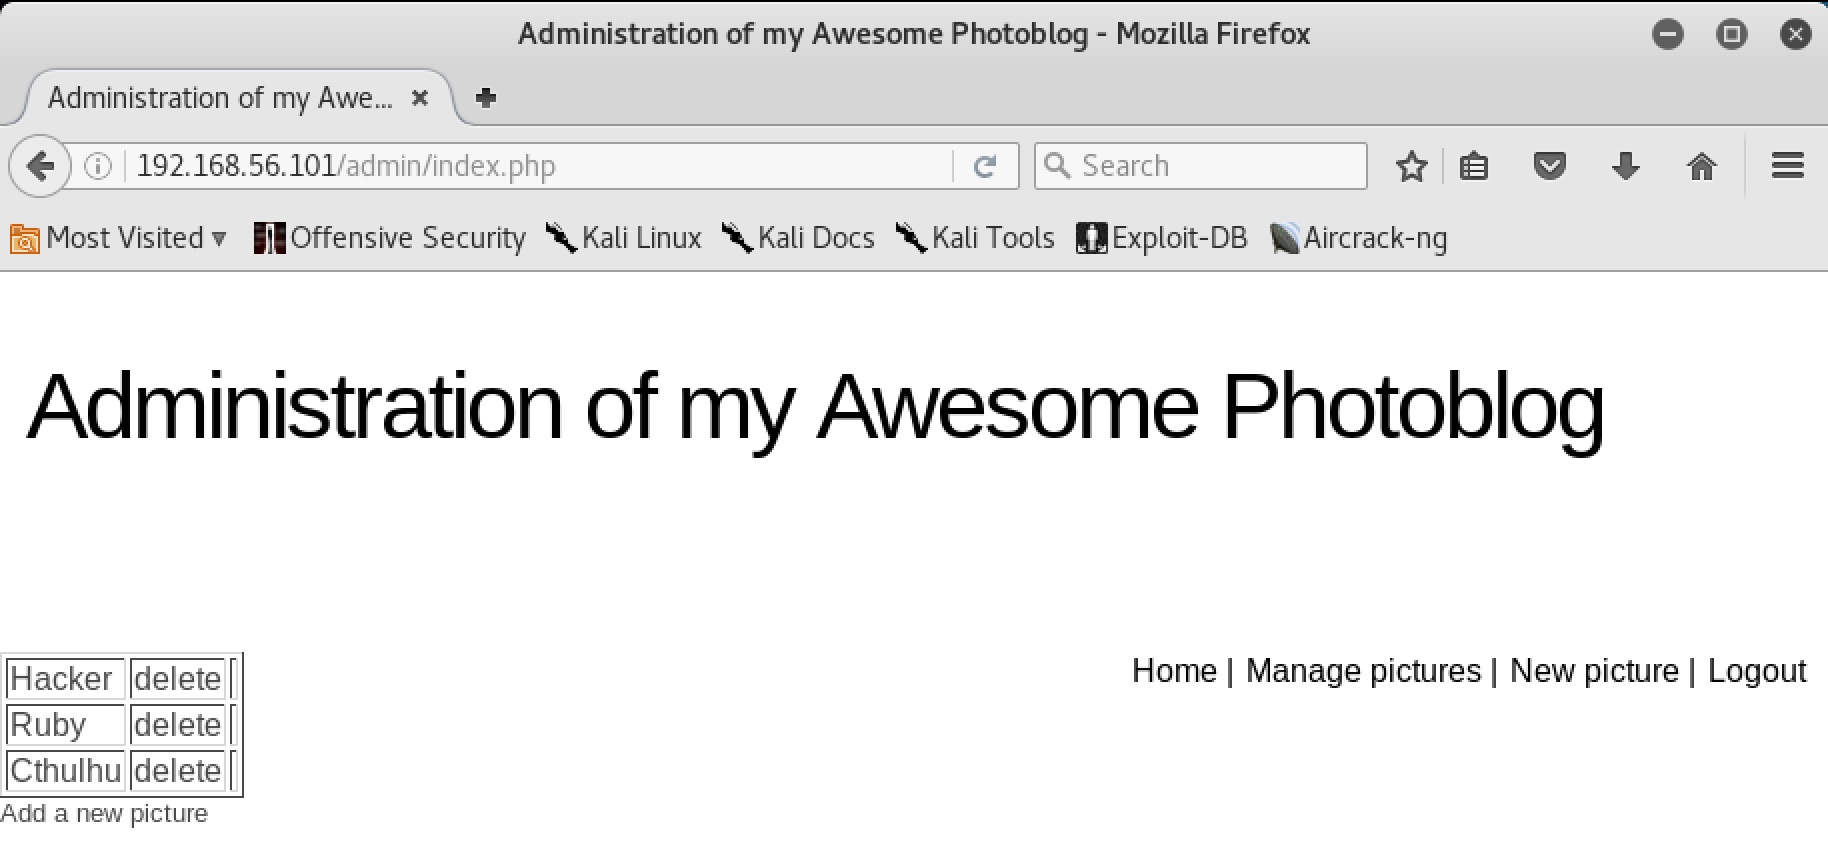 Administration of my Awesome Photoblog - Mozilla Firefox
Administration of my Awe...
192.168.56.101/admin/index.php
Search
Most Visited Offensive Security Kali Linux Kali Docs Kali Tools Exploit-DB Aircrack-ng
Administration of my Awesome Photoblog
Home | Manage pictures | New picture | Logout
Hacker delete
Ruby delete
Cthulhu delete
Add a new picture